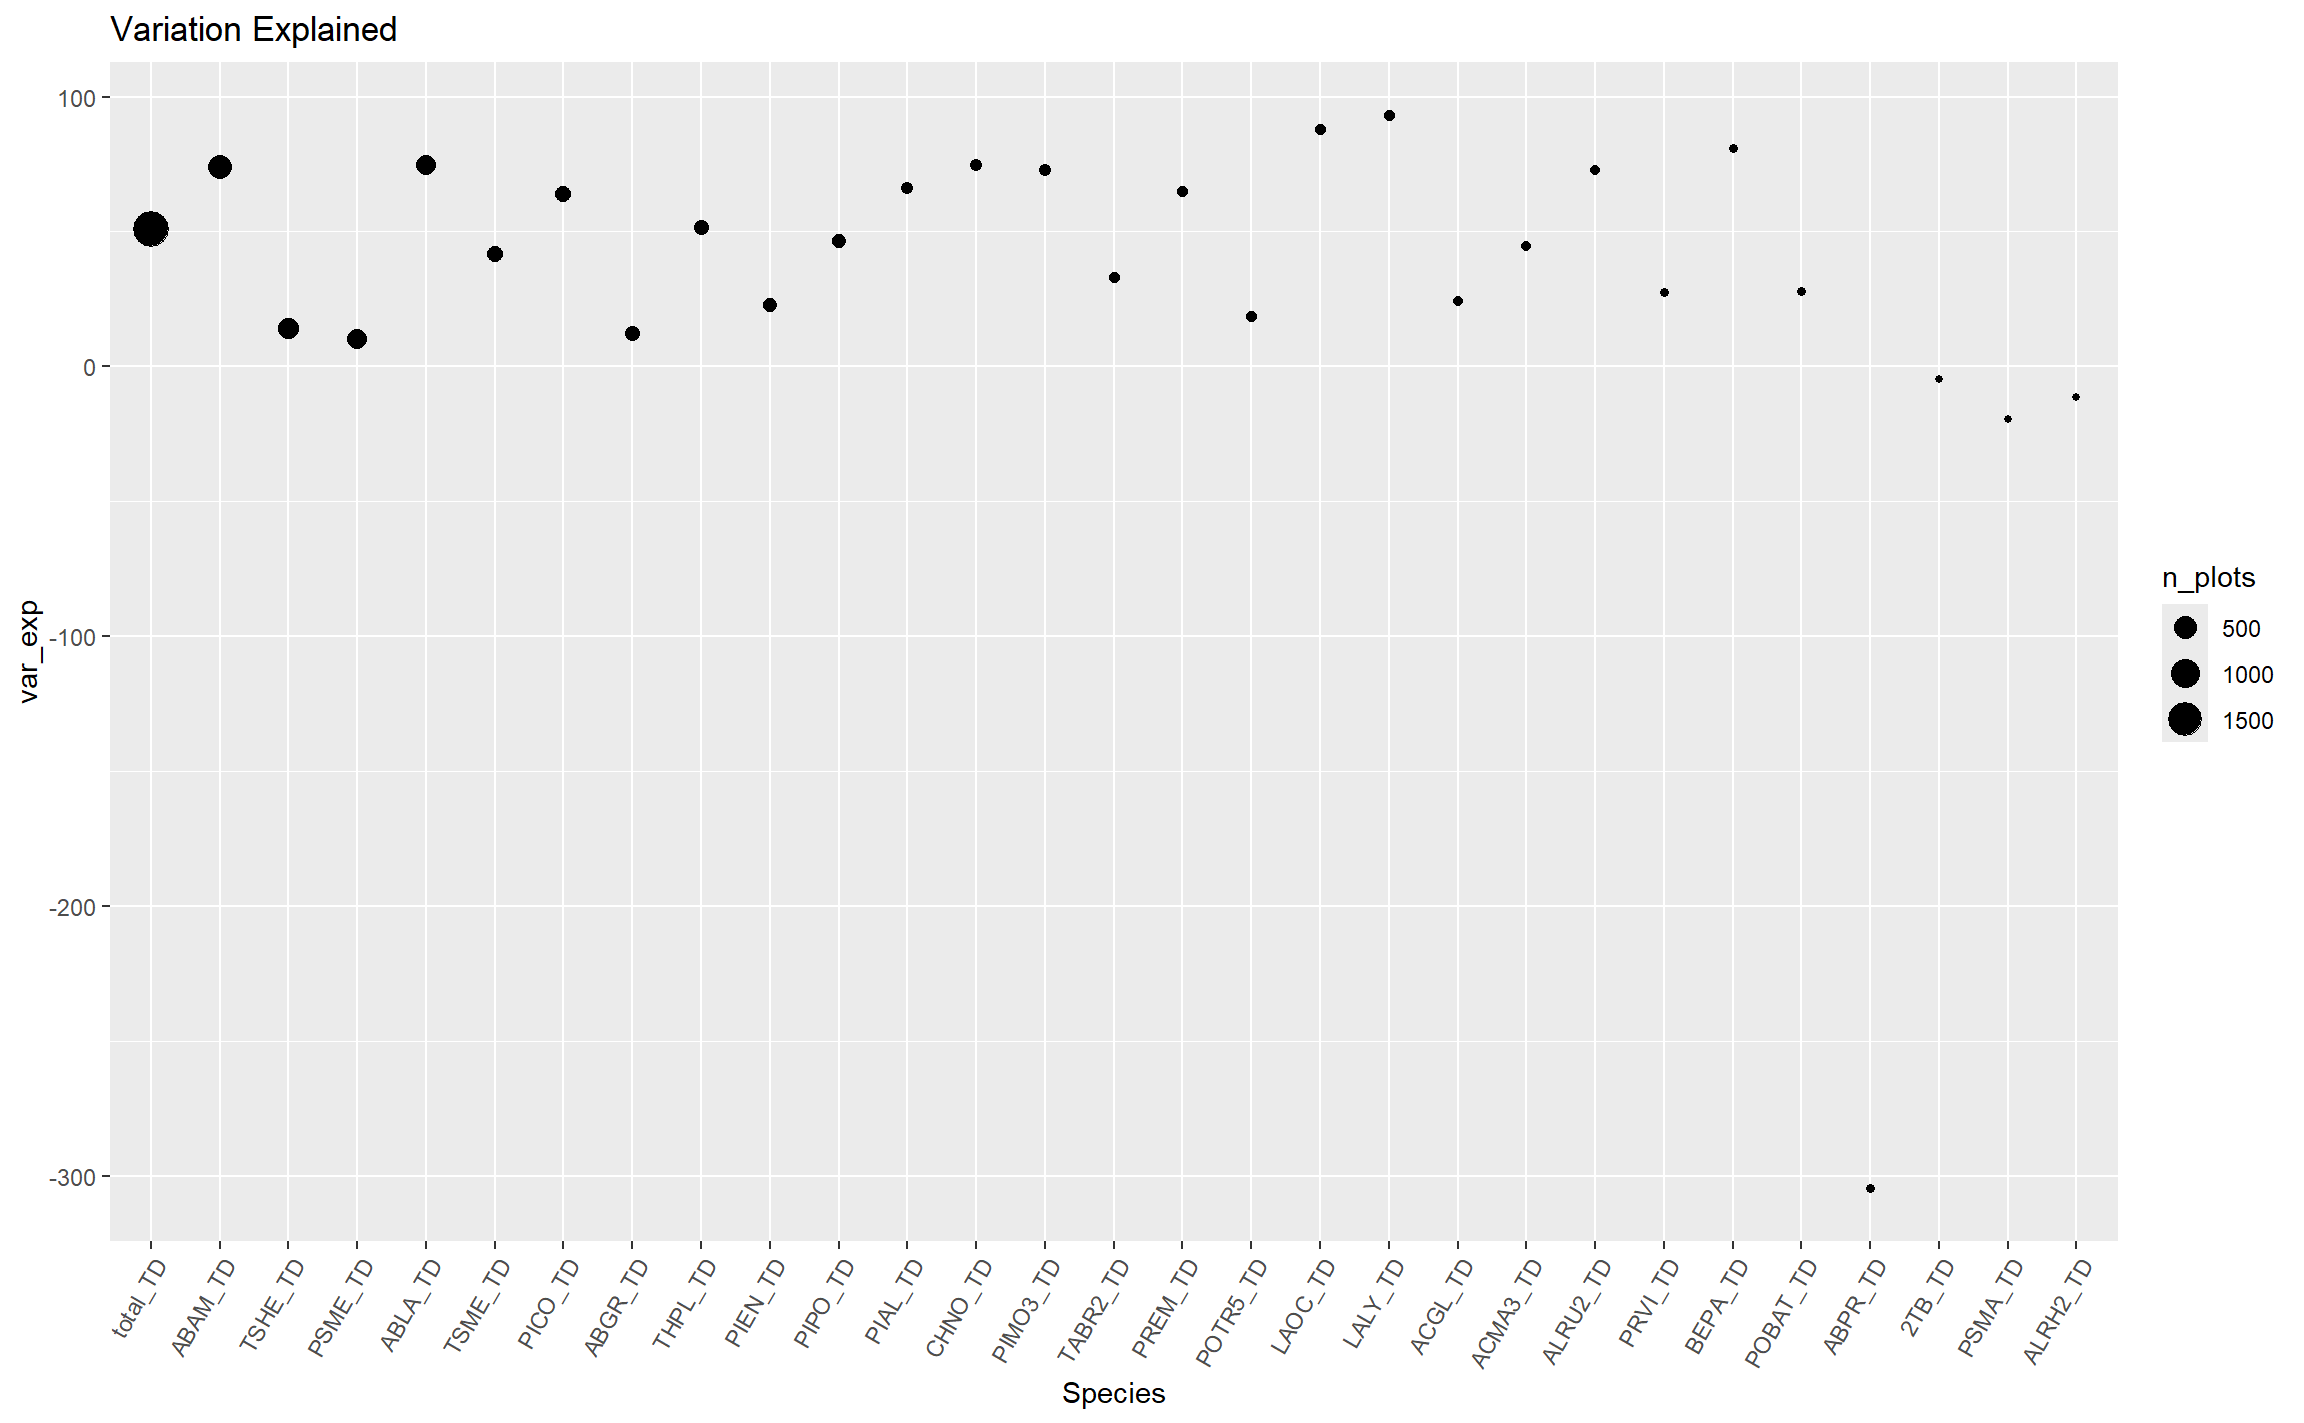 Variation Explained
100
0
-100
-200
-300
var_exp
total_TD
ABAM_TD
TSHE_TD
PSME_TD
ABLA_TD
TSME_TD
PICO_TD
ABGR_TD
THPL_TD
PIEN_TD
PIPO_TD
PIAL_TD
CHNO_TD
PIMO3_TD
TABR2_TD
PREM_TD
POTR5_TD
LAOC_TD
LALY_TD
ACGL_TD
ACMA3_TD
ALRU2_TD
PRVI_TD
BEPA_TD
POBAT_TD
ABPR_TD
2TB_TD
PSMA_TD
ALRH2_TD
Species
n_plots
500
1000
1500